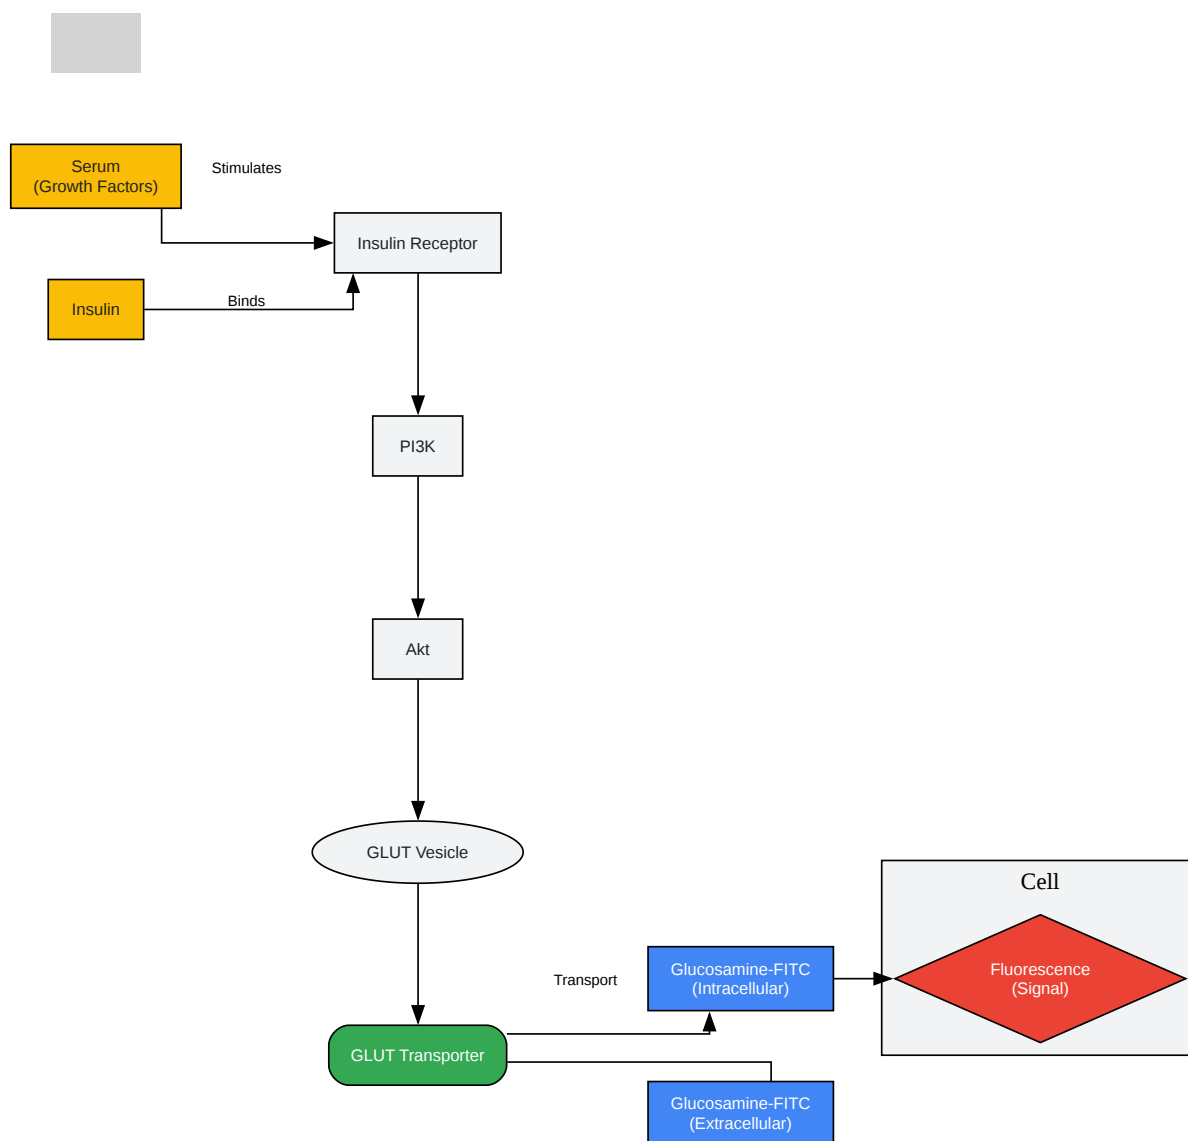 Serum
(Growth Factors)
Stimulates
Insulin Receptor
Insulin
Binds
PI3K
Akt
GLUT Vesicle
Cell
Fluorescence
(Signal)
Glucosamine-FITC
(Intracellular)
Transport
GLUT Transporter
Glucosamine-FITC
(Extracellular)